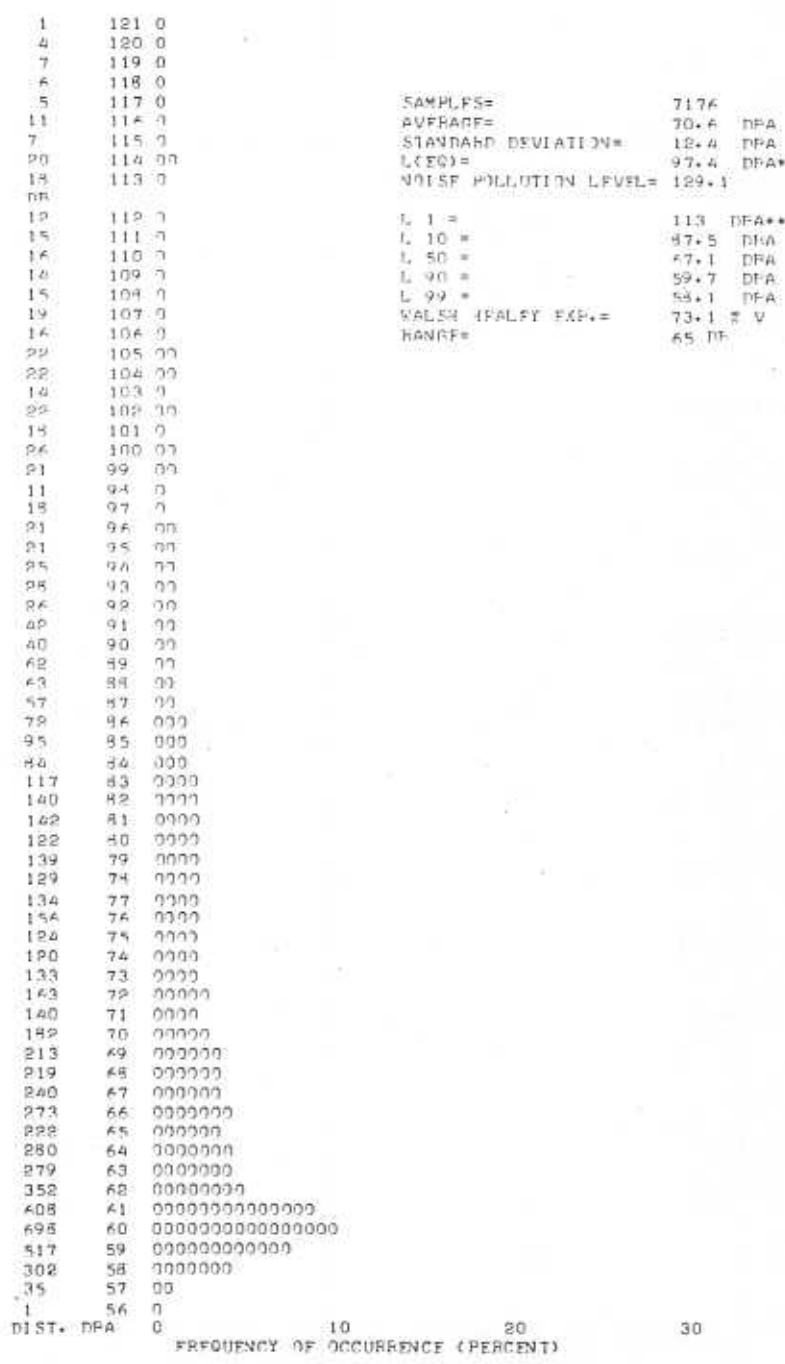 1 121 0
4 120 0
7 119 0
6 118 0
5 117 0 SAMPLES= 7176
11 116 0 AVERAGE= 70.6 DBA
7 115 0 STANDARD DEVIATION= 12.4 DBA
20 114 00 L(EQ)= 97.4 DBA*
18 113 0 NOISE POLLUTION LEVEL= 129.1
DB
12 112 0 L 1 = 113 DBA**
15 111 0 L 10 = 87.5 DBA
16 110 0 L 50 = 67.1 DBA
14 109 0 L 90 = 59.7 DBA
15 108 0 L 99 = 58.1 DBA
19 107 0 WALSH HEALEY EXP.= 73.1 % V
16 106 0 RANGE= 65 DB
22 105 00
22 104 00
14 103 0
22 102 00
18 101 0
26 100 00
21 99 00
11 98 0
18 97 0
21 96 00
21 95 00
25 94 00
28 93 00
26 92 00
42 91 00
40 90 00
62 89 00
63 88 00
57 87 00
72 86 000
95 85 000
84 84 000
117 83 0000
140 82 0000
142 81 0000
122 80 0000
139 79 0000
129 78 0000
134 77 0000
156 76 0000
124 75 0000
120 74 0000
133 73 0000
163 72 00000
140 71 0000
182 70 00000
213 69 000000
219 68 000000
240 67 000000
273 66 0000000
222 65 000000
280 64 0000000
279 63 0000000
352 62 00000000
608 61 00000000000000
698 60 0000000000000000
517 59 000000000000
302 58 0000000
35 57 00
1 56 0
DIST. DBA 0 10 20 30
FREQUENCY OF OCCURRENCE (PERCENT)